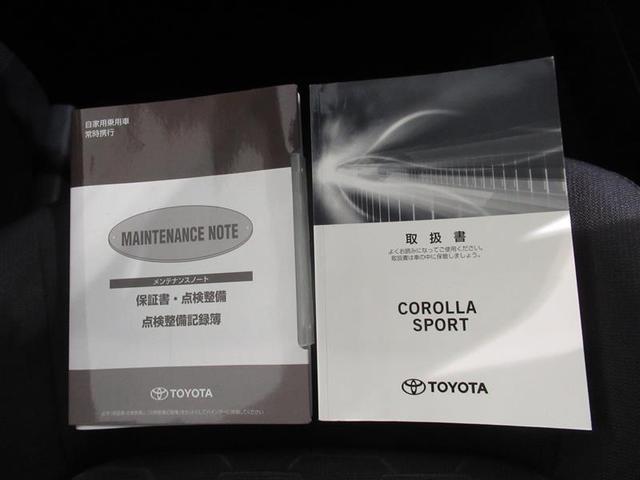 自家用乗用車
常時携行
MAINTENANCE NOTE
メンテナンスノート
保証書・点検整備
点検整備記録簿
TOYOTA
取扱書
よくお読みになってご使用ください。
取扱書は車の中に保管しましょう。
COROLLA
SPORT
TOYOTA